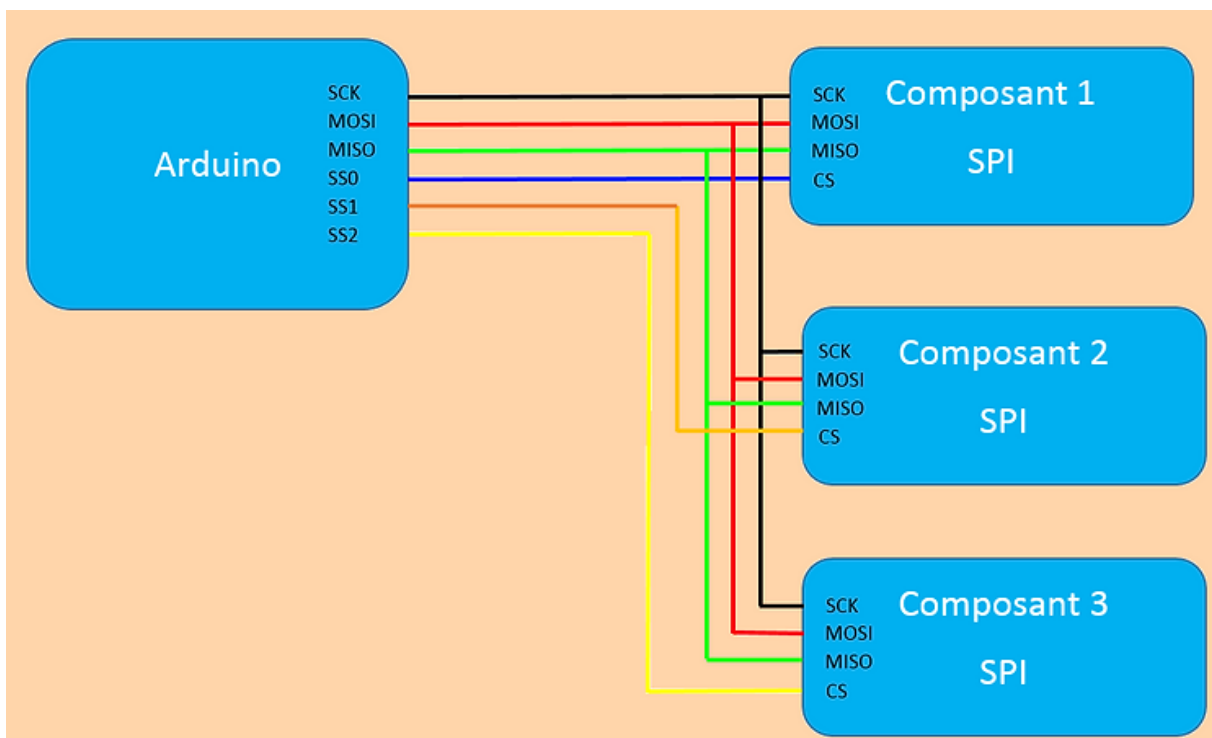 Arduino
SCK
MOSI
MISO
SS0
SS1
SS2
SCK
MOSI
MISO
CS
Composant 1
SPI
SCK
MOSI
MISO
CS
Composant 2
SPI
SCK
MOSI
MISO
CS
Composant 3
SPI